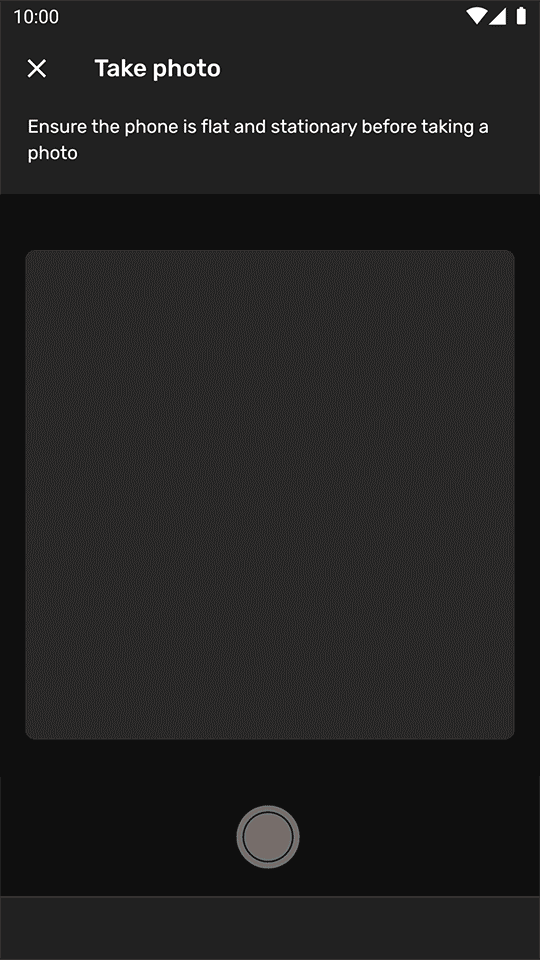 10:00
Take photo
Ensure the phone is flat and stationary before taking a
photo